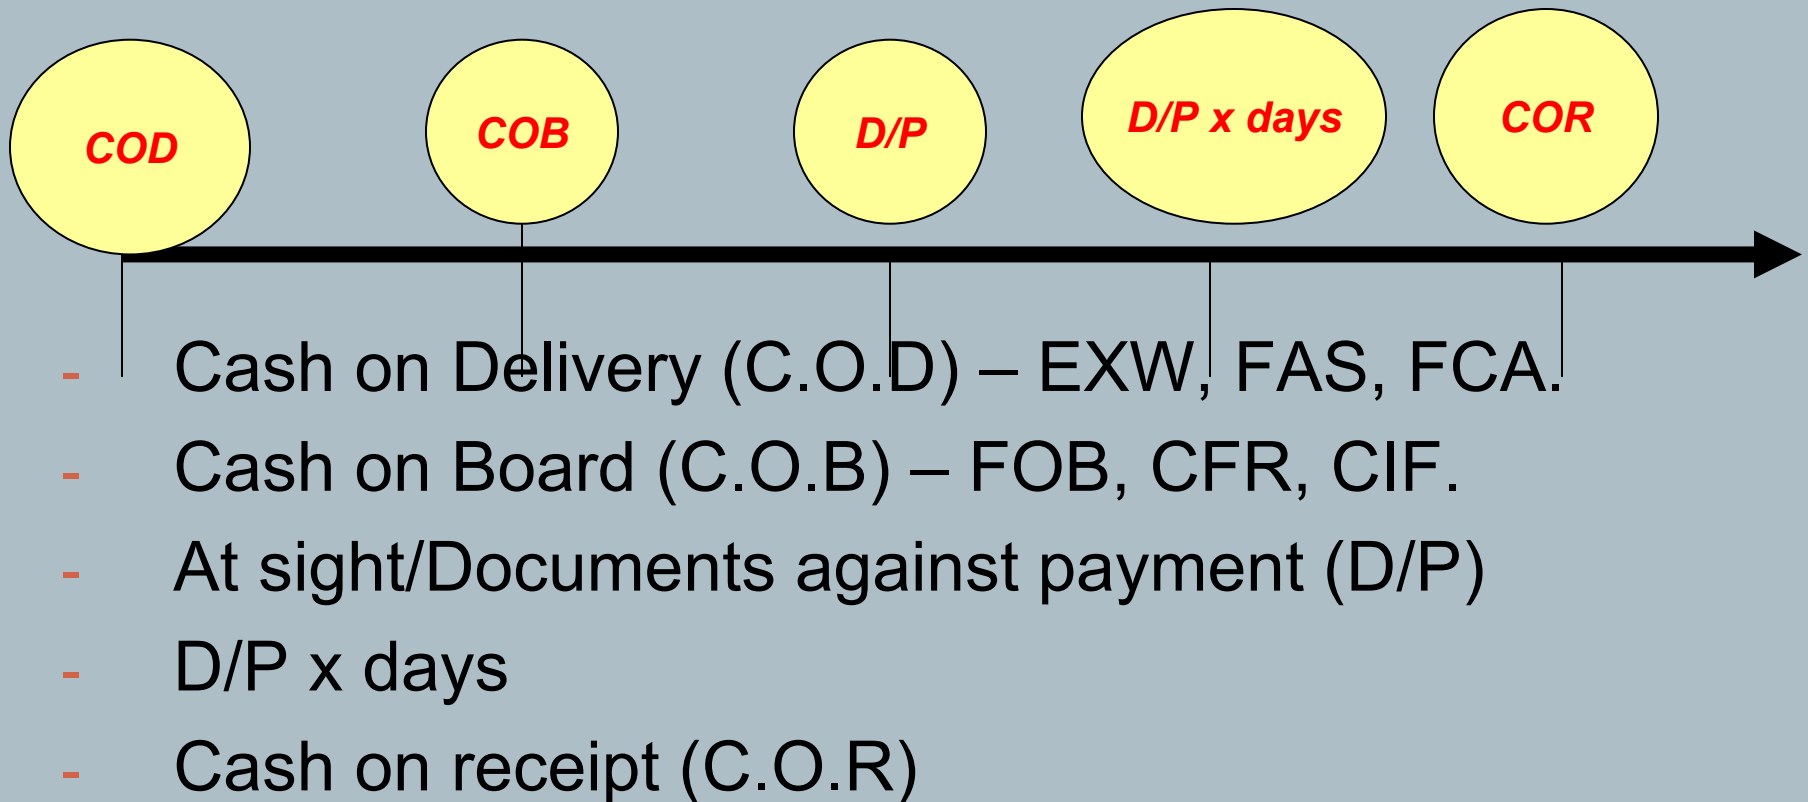 COD
COB
D/P
D/P x days
COR
- Cash on Delivery (C.O.D) – EXW, FAS, FCA.
- Cash on Board (C.O.B) – FOB, CFR, CIF.
- At sight/Documents against payment (D/P)
- D/P x days
- Cash on receipt (C.O.R)